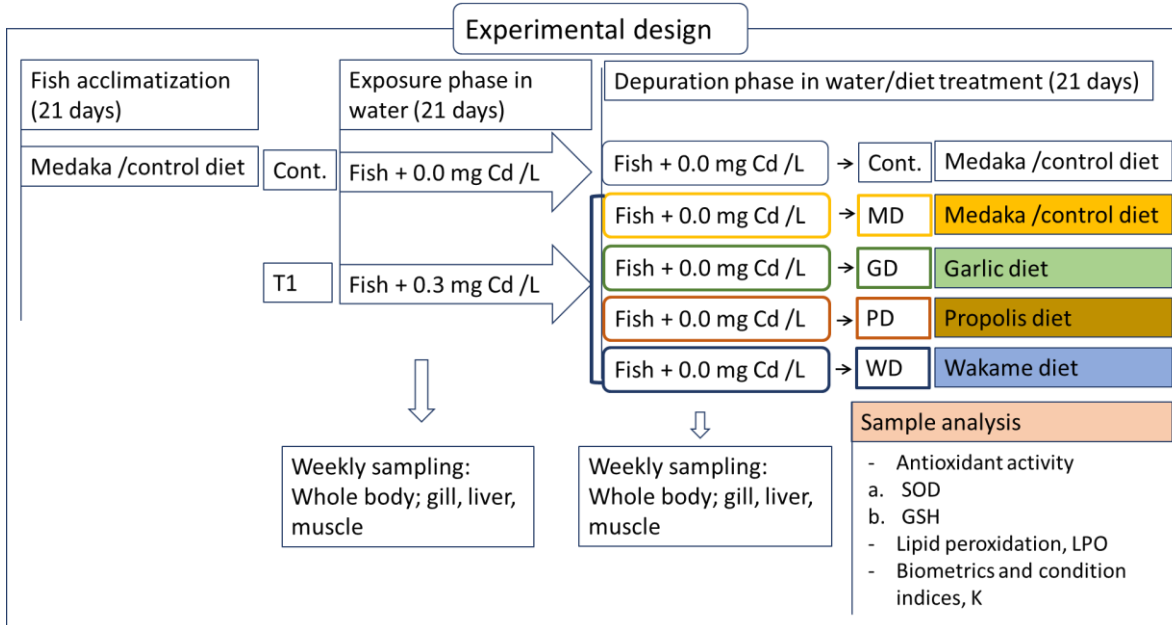 Experimental design
Fish acclimatization
(21 days)
Exposure phase in
water (21 days)
Depuration phase in water/diet treatment (21 days)
Medaka /control diet
Cont.
Fish + 0.0 mg Cd /L
Fish + 0.0 mg Cd /L
Cont.
Medaka /control diet
Fish + 0.0 mg Cd /L
MD
Medaka /control diet
T1
Fish + 0.3 mg Cd /L
Fish + 0.0 mg Cd /L
GD
Garlic diet
Fish + 0.0 mg Cd /L
PD
Propolis diet
Fish + 0.0 mg Cd /L
WD
Wakame diet
Weekly sampling:
Whole body; gill, liver,
muscle
Weekly sampling:
Whole body; gill, liver,
muscle
Sample analysis
- Antioxidant activity
a. SOD
b. GSH
- Lipid peroxidation, LPO
- Biometrics and condition
indices, K